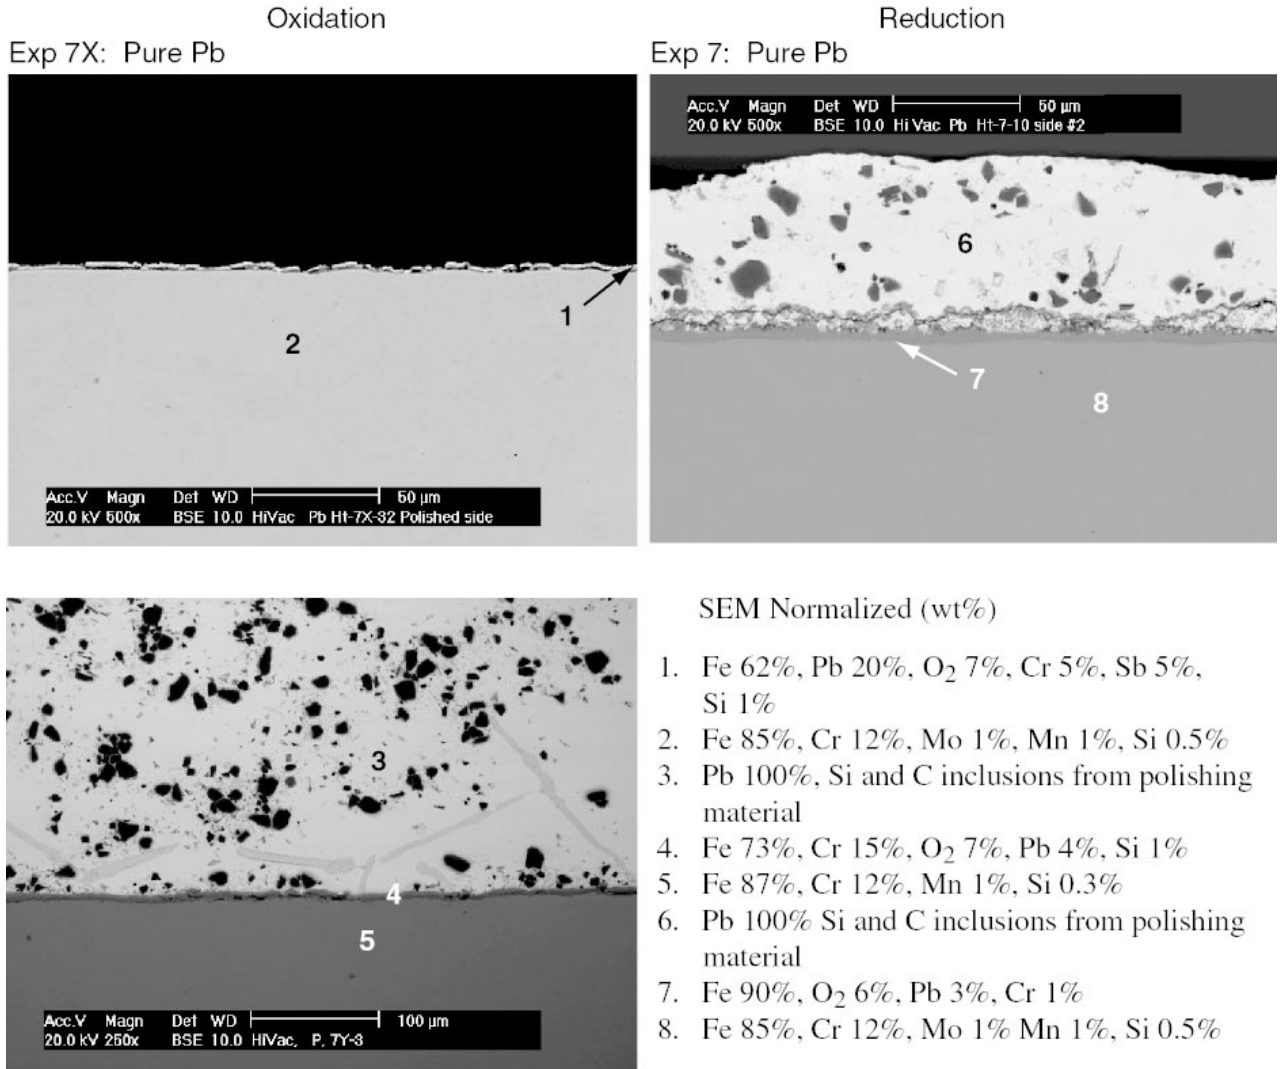 Oxidation
Reduction
Exp 7X: Pure Pb
Exp 7: Pure Pb
Acc.V Magn Det WD 50 µm
20.0 kV 500x BSE 10.0 Hi Vac Pb Ht-7-10 side #2
6
1
2
7
8
Acc.V Magn Det WD 50 µm
20.0 kV 500x BSE 10.0 HiVac Pb Ht-7X-32 Polished side
3
4
5
Acc.V Magn Det WD 100 µm
20.0 kV 250x BSE 10.0 HiVac, P, 7Y-3
SEM Normalized (wt%)
1. Fe 62%, Pb 20%, O₂ 7%, Cr 5%, Sb 5%,
Si 1%
2. Fe 85%, Cr 12%, Mo 1%, Mn 1%, Si 0.5%
3. Pb 100%, Si and C inclusions from polishing
material
4. Fe 73%, Cr 15%, O₂ 7%, Pb 4%, Si 1%
5. Fe 87%, Cr 12%, Mn 1%, Si 0.3%
6. Pb 100% Si and C inclusions from polishing
material
7. Fe 90%, O₂ 6%, Pb 3%, Cr 1%
8. Fe 85%, Cr 12%, Mo 1% Mn 1%, Si 0.5%